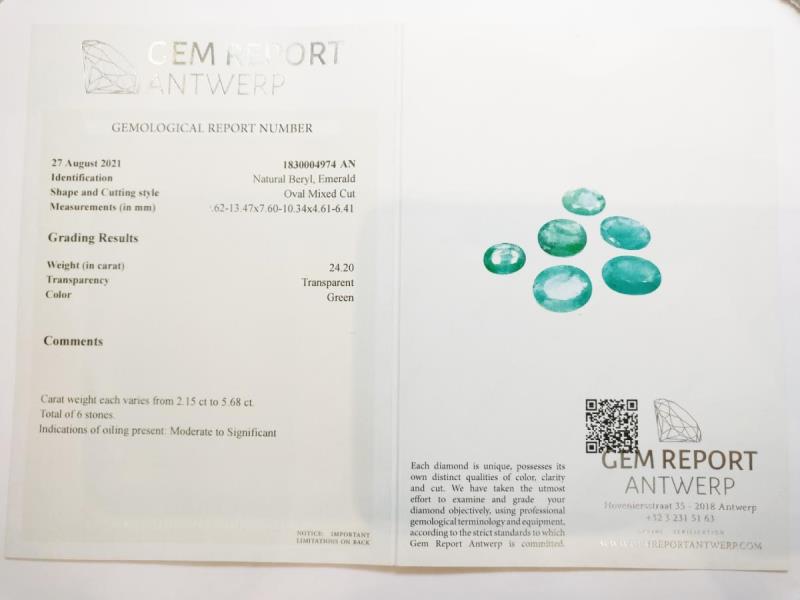 GEM REPORT
ANTWERP
GEMOLOGICAL REPORT NUMBER
27 August 2021 1830004974 AN
Identification Natural Beryl, Emerald
Shape and Cutting style Oval Mixed Cut
Measurements (in mm) .62-13.47x7.60-10.34x4.61-6.41
Grading Results
Weight (in carat) 24.20
Transparency Transparent
Color Green
Comments
Carat weight each varies from 2.15 ct to 5.68 ct.
Total of 6 stones.
Indications of oiling present: Moderate to Significant
NOTICE: IMPORTANT
LIMITATIONS ON BACK
Each diamond is unique, possesses its
own distinct qualities of color, clarity
and cut. We have taken the utmost
effort to examine and grade your
diamond objectively, using professional
gemological terminology and equipment,
according to the strict standards to which
Gem Report Antwerp is committed.
GEM REPORT
ANTWERP
Hoveniersstraat 35 - 2018 Antwerp
+32 3 231 51 63
ONLINE VERIFICATION
WWW.GEMREPORTANTWERP.COM